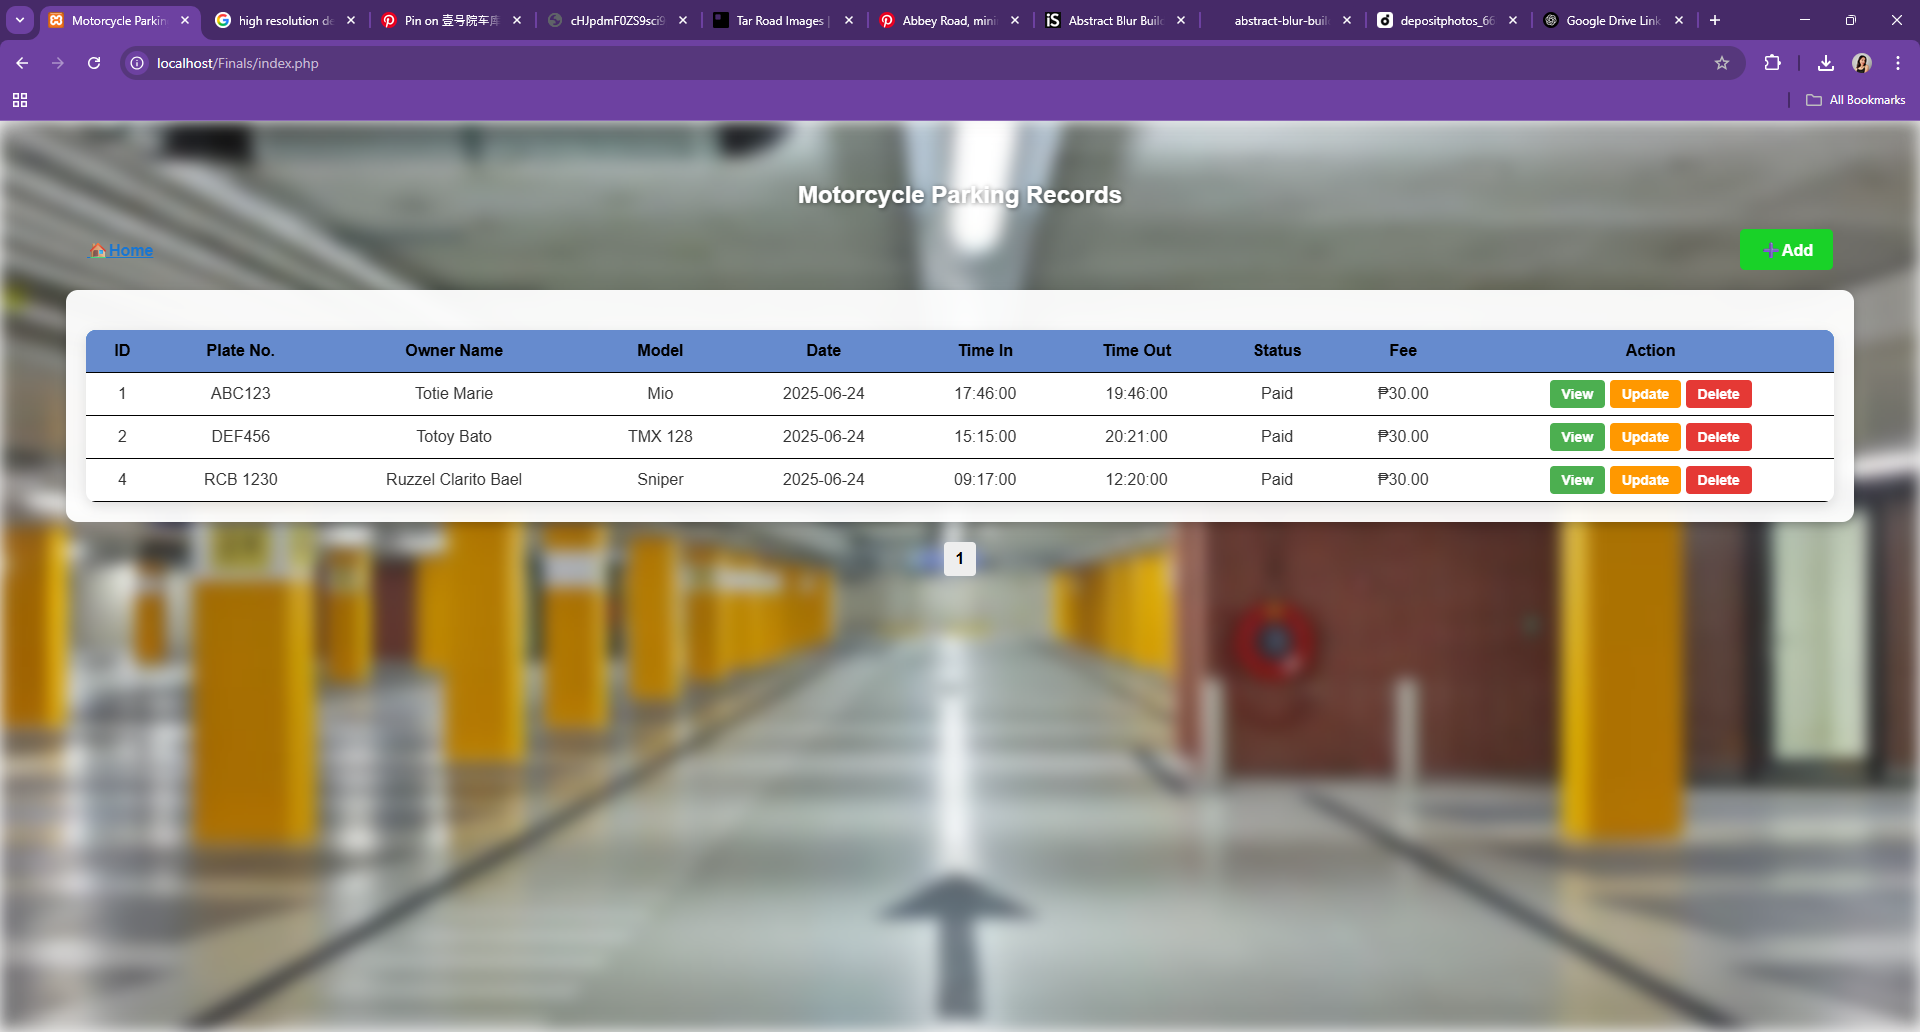 Motorcycle Parkin
high resolution de
Pin on 壹号院车库
cHJpdmF0ZS9sci9
Tar Road Images |
Abbey Road, mini
iS Abstract Blur Buil
abstract-blur-buil
depositphotos_66
Google Drive Link
localhost/Finals/index.php
All Bookmarks
Motorcycle Parking Records
Home
Add
ID Plate No. Owner Name Model Date Time In Time Out Status Fee Action
1 ABC123 Totie Marie Mio 2025-06-24 17:46:00 19:46:00 Paid ₱30.00 View Update Delete
2 DEF456 Totoy Bato TMX 128 2025-06-24 15:15:00 20:21:00 Paid ₱30.00 View Update Delete
4 RCB 1230 Ruzzel Clarito Bael Sniper 2025-06-24 09:17:00 12:20:00 Paid ₱30.00 View Update Delete
1